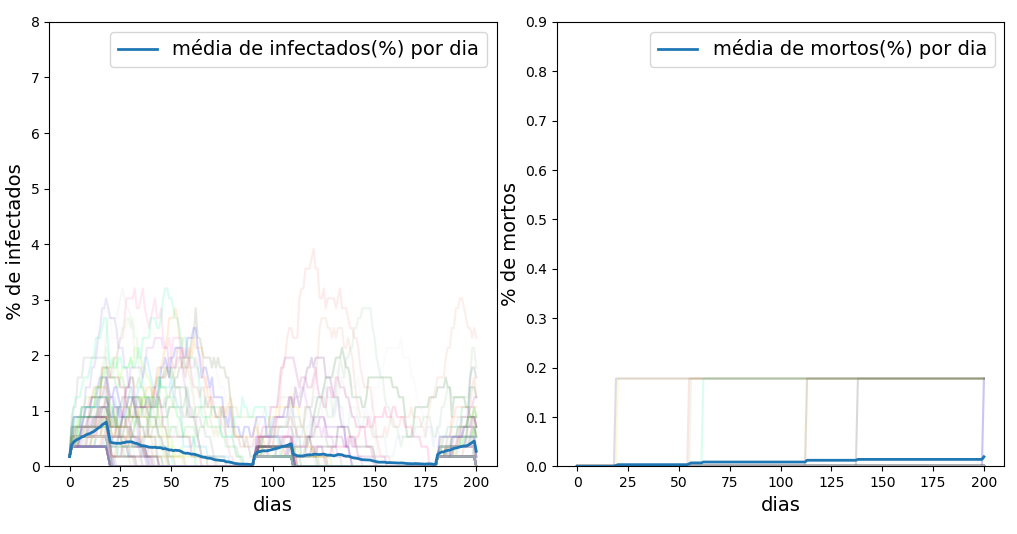 média de infectados(%) por dia
% de infectados
8
7
6
5
4
3
2
1
0
0 25 50 75 100 125 150 175 200
dias
média de mortos(%) por dia
% de mortos
0.9
0.8
0.7
0.6
0.5
0.4
0.3
0.2
0.1
0.0
0 25 50 75 100 125 150 175 200
dias